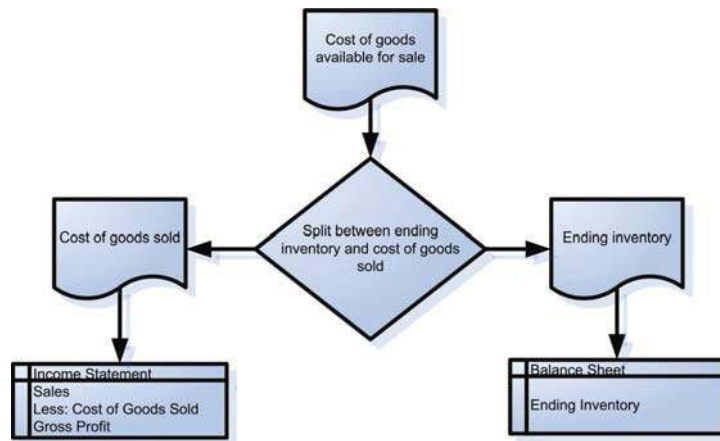 Cost of goods
available for sale
Split between ending
inventory and cost of goods
sold
Cost of goods sold
Ending inventory
Income Statement
Sales
Less: Cost of Goods Sold
Gross Profit
Balance Sheet
Ending Inventory